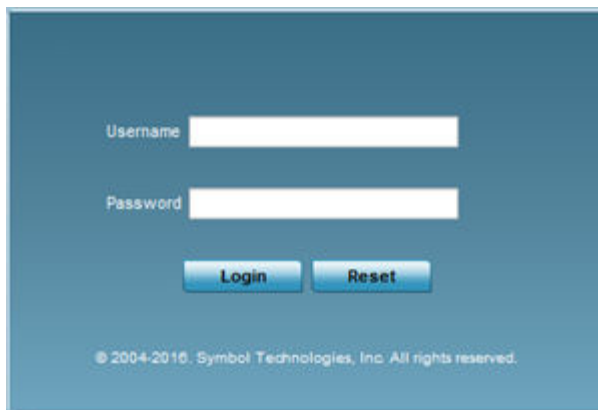 Username
Password
Login Reset
© 2004-2016. Symbol Technologies, Inc. All rights reserved.